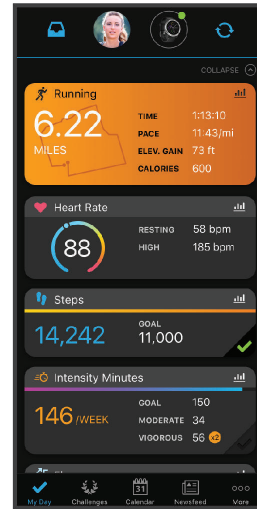 COLLAPSE
Running
6.22
MILES
TIME 1:13:10
PACE 11:43/mi
ELEV. GAIN 73 ft
CALORIES 600
Heart Rate
88
RESTING 58 bpm
HIGH 185 bpm
Steps
14,242
GOAL
11,000
Intensity Minutes
146 /WEEK
GOAL 150
MODERATE 34
VIGOROUS 56 x2
31
My Day Challenges Calendar Newsfeed More